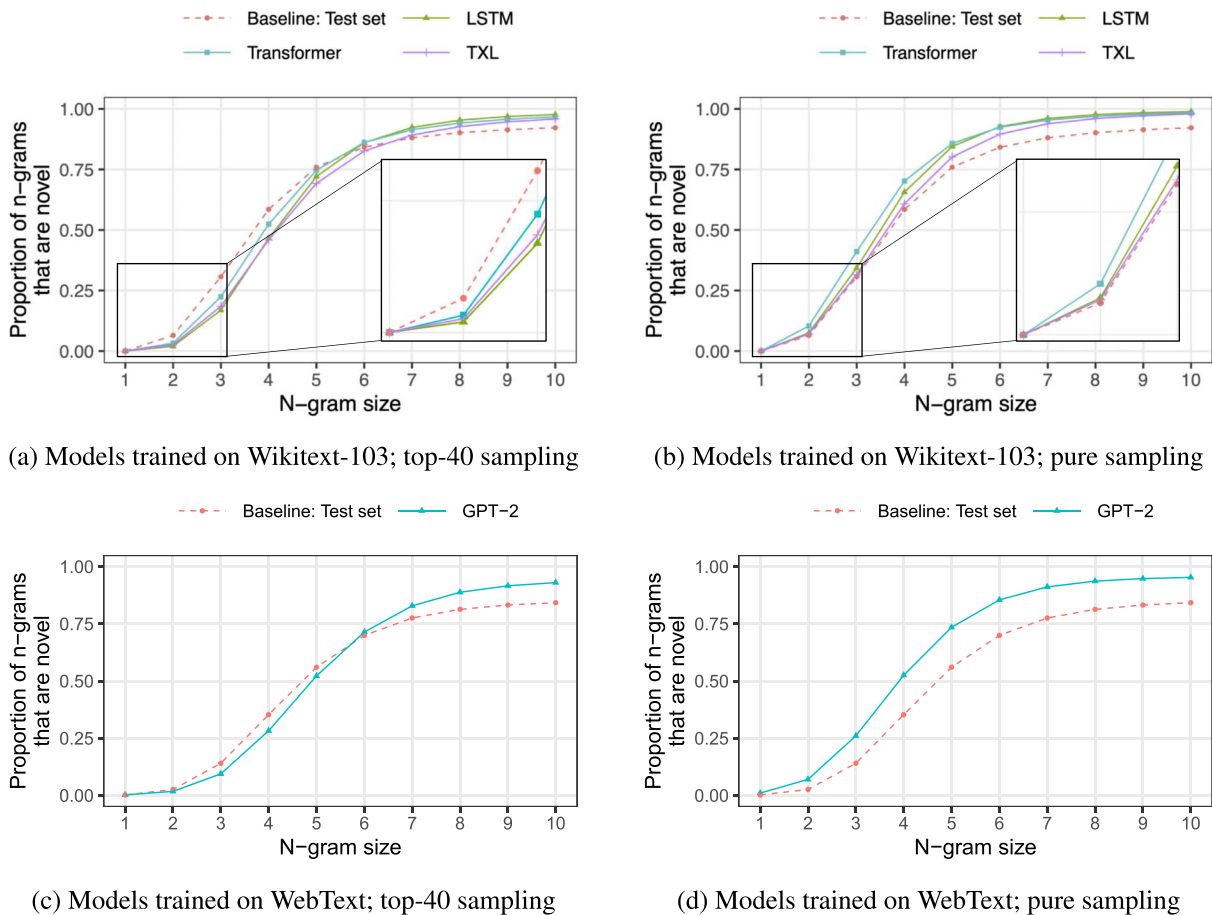 Baseline: Test set LSTM
Transformer TXL
Proportion of n-grams
that are novel
1.00
0.75
0.50
0.25
0.00
1 2 3 4 5 6 7 8 9 10
N-gram size
(a) Models trained on Wikitext-103; top-40 sampling
Baseline: Test set LSTM
Transformer TXL
Proportion of n-grams
that are novel
1.00
0.75
0.50
0.25
0.00
1 2 3 4 5 6 7 8 9 10
N-gram size
(b) Models trained on Wikitext-103; pure sampling
Baseline: Test set GPT-2
Proportion of n-grams
that are novel
1.00
0.75
0.50
0.25
0.00
1 2 3 4 5 6 7 8 9 10
N-gram size
(c) Models trained on WebText; top-40 sampling
Baseline: Test set GPT-2
Proportion of n-grams
that are novel
1.00
0.75
0.50
0.25
0.00
1 2 3 4 5 6 7 8 9 10
N-gram size
(d) Models trained on WebText; pure sampling